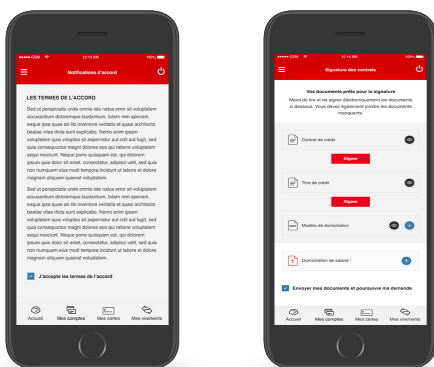 GSM 12:14 AM 100%
Notifications d'accord
LES TERMES DE L'ACCORD
Sed ut perspiciatis unde omnis iste natus error sit voluptatem
accusantium doloremque laudantium, totam rem aperiam,
eaque ipsa quae ab illo inventore veritatis et quasi architecto
beatae vitae dicta sunt explicabo. Nemo enim ipsam
voluptatem quia voluptas sit aspernatur aut odit aut fugit, sed
quia consequuntur magni dolores eos qui ratione voluptatem
sequi nesciunt. Neque porro quisquam est, qui dolorem
ipsum quia dolor sit amet, consectetur, adipisci velit, sed quia
non numquam eius modi tempora incidunt ut labore et dolore
magnam aliquam quaerat voluptatem.
Sed ut perspiciatis unde omnis iste natus error sit voluptatem
accusantium doloremque laudantium, totam rem aperiam,
eaque ipsa quae ab illo inventore veritatis et quasi architecto
beatae vitae dicta sunt explicabo. Nemo enim ipsam
voluptatem quia voluptas sit aspernatur aut odit aut fugit, sed
quia consequuntur magni dolores eos qui ratione voluptatem
sequi nesciunt. Neque porro quisquam est, qui dolorem
ipsum quia dolor sit amet, consectetur, adipisci velit, sed quia
non numquam eius modi tempora incidunt ut labore et dolore
magnam aliquam quaerat voluptatem.
J'accepte les termes de l'accord
Accueil Mes comptes Mes cartes Mes virements
GSM 12:14 AM 100%
Signature des contrats
Vos documents prêts pour la signature
Merci de lire et de signer électroniquement les documents
ci dessous. Vous devez également joindre les documents
manquants.
Contrat de crédit
Signer
Titre de crédit
Signer
Modèle de domiciliation
Domiciliation de salaire *
Envoyer mes documents et poursuivre ma demande
Accueil Mes comptes Mes cartes Mes virements